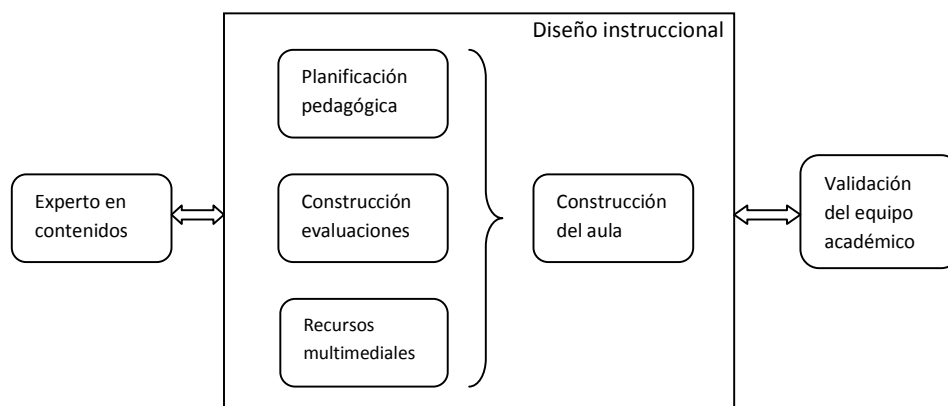 Diseño instruccional
Planificación
pedagógica
Experto en
contenidos
Construcción
evaluaciones
Construcción
del aula
Validación
del equipo
académico
Recursos
multimediales